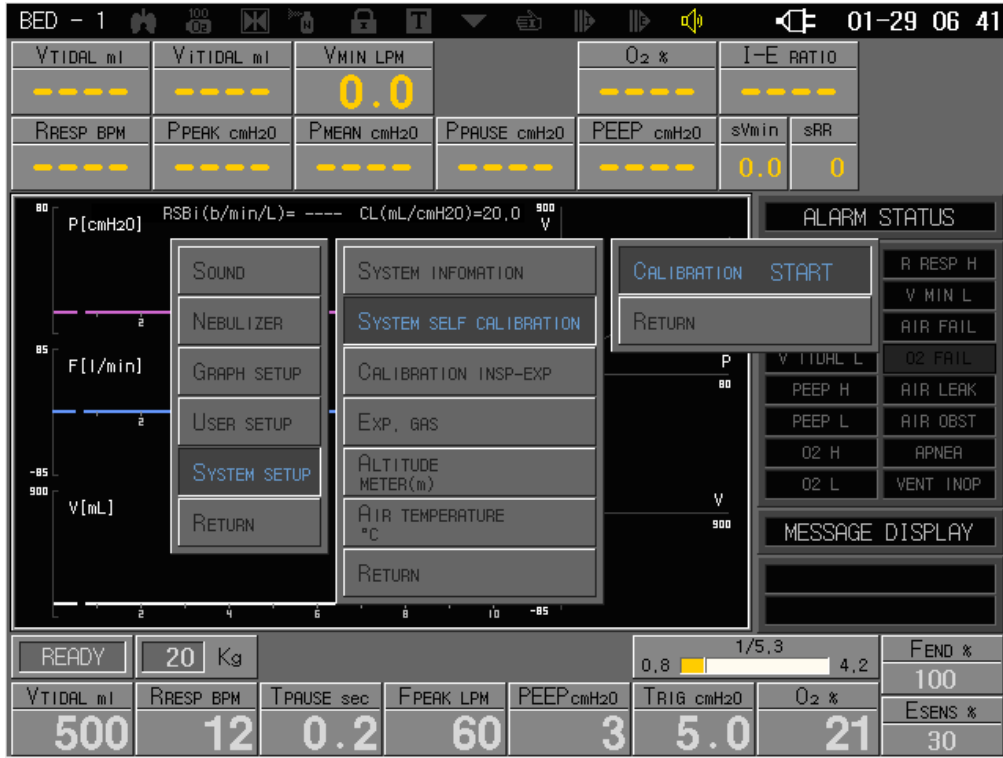 BED - 1 100 O2 N T 01-29 06 41
VTIDAL ml VITIDAL ml VMIN LPM O2 % I-E RATIO
---- ---- 0.0 ---- ----
RRESP BPM PPEAK cmH2O PMEAN cmH2O PPAUSE cmH2O PEEP cmH2O sVmin sRR
---- ---- ---- ---- ---- 0.0 0
80 P[cmH2O] RSBi(b/min/L)= ---- CL(mL/cmH2O)=20.0 900 V
ALARM STATUS
SOUND
NEBULIZER
GRAPH SETUP
USER SETUP
SYSTEM SETUP
RETURN
SYSTEM INFOMATION
SYSTEM SELF CALIBRATION
CALIBRATION INSP-EXP
EXP. GAS
ALTITUDE
METER(m)
AIR TEMPERATURE
°C
RETURN
CALIBRATION START
RETURN
2
85 F[l/min]
2
-85
900 V[mL]
2 4 6 8 10 -85
P
80
V
900
R RESP H
V MIN L
AIR FAIL
V TIDAL L O2 FAIL
PEEP H AIR LEAK
PEEP L AIR OBST
O2 H APNEA
O2 L VENT INOP
MESSAGE DISPLAY
READY 20 Kg
1/5.3
0.8 4.2
FEND %
100
VTIDAL ml RRESP BPM TPAUSE sec FPEAK LPM PEEPcmH2O TRIG cmH2O O2 %
500 12 0.2 60 3 5.0 21
ESENS %
30